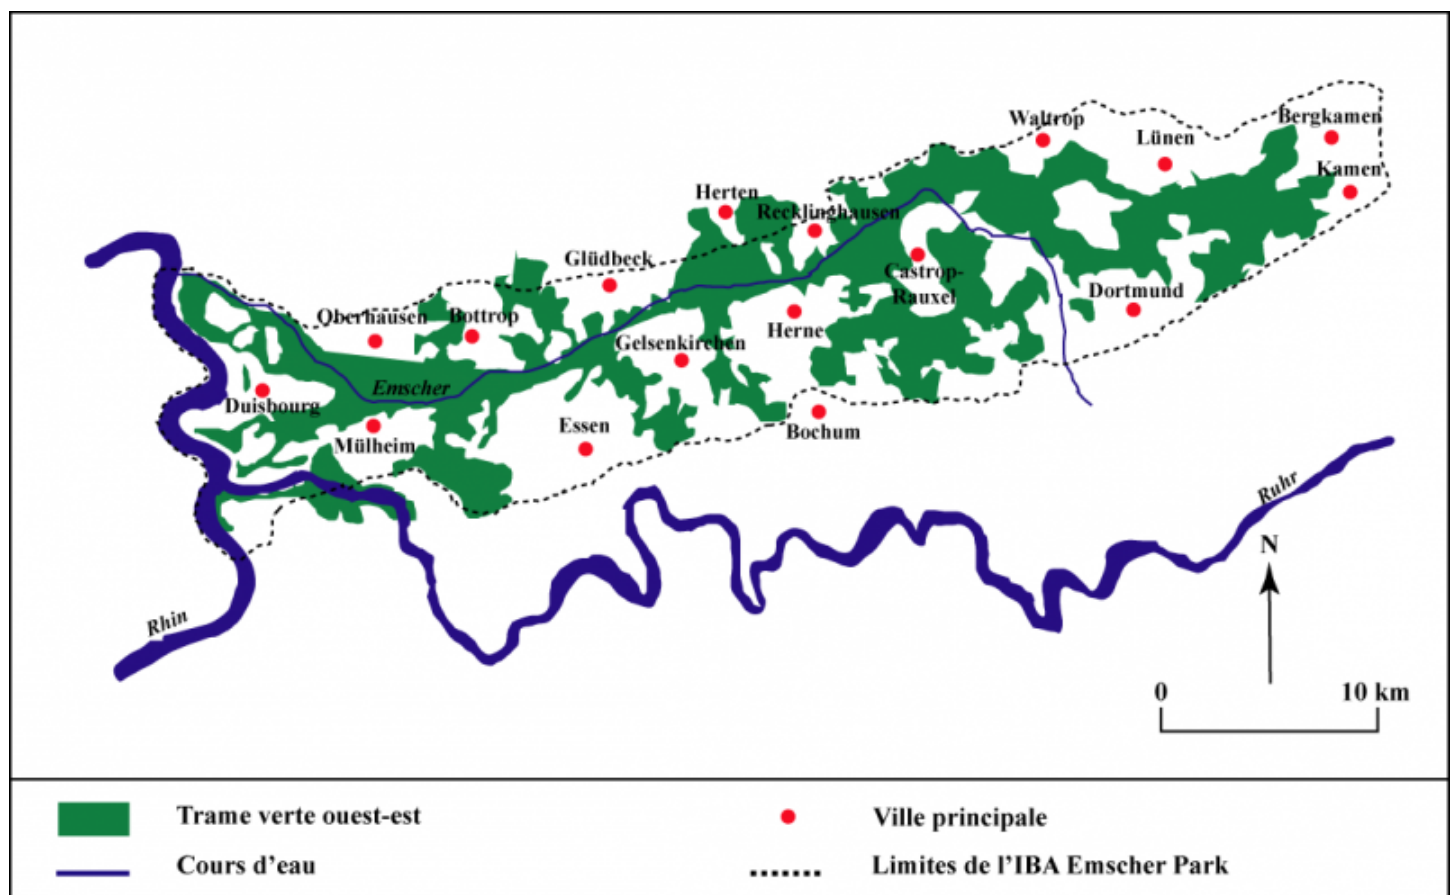 Waltrop
Bergkamen
Lünen
Kamen
Herten
Recklinghausen
Glüdbeck
Castrop-
Rauxel
Dortmund
Oberhausen
Bottrop
Herne
Gelsenkirchen
Emscher
Duisbourg
Essen
Bochum
Mülheim
Ruhr
N
Rhin
0
10 km
Trame verte ouest-est
Ville principale
Cours d’eau
Limites de l’IBA Emscher Park